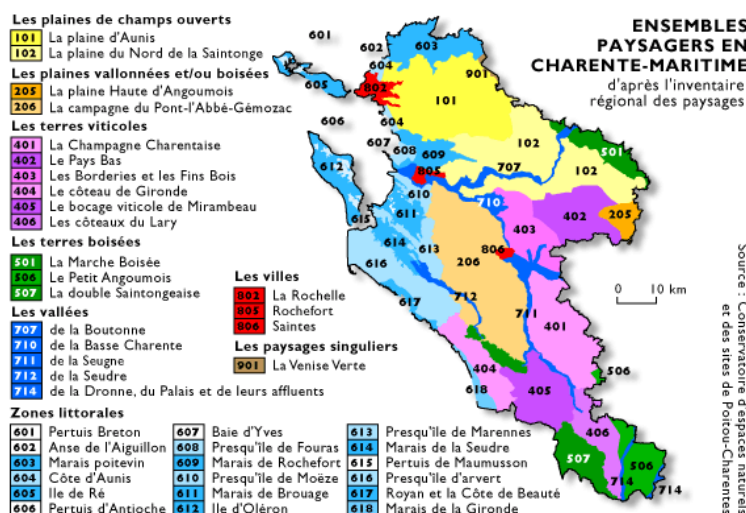 ENSEMBLES
PAYSAGERS EN
CHARENTE-MARITIME
d'après l'inventaire
régional des paysages
Les plaines de champs ouverts
101 La plaine d'Aunis
102 La plaine du Nord de la Saintonge
Les plaines vallonnées et/ou boisées
205 La plaine Haute d'Angoumois
206 La campagne du Pont-l'Abbé-Gémozac
Les terres viticoles
401 La Champagne Charentaise
402 Le Pays Bas
403 Les Borderies et les Fins Bois
404 Le côteau de Gironde
405 Le bocage viticole de Mirambeau
406 Les côteaux du Lary
Les terres boisées
501 La Marche Boisée
506 Le Petit Angoumois
507 La double Saintongeaise
Les vallées
707 de la Boutonne
710 de la Basse Charente
711 de la Seugne
712 de la Seudre
714 de la Dronne, du Palais et de leurs affluents
Les villes
802 La Rochelle
805 Rochefort
806 Saintes
Les paysages singuliers
901 La Venise Verte
Zones littorales
601 Pertuis Breton
602 Anse de l'Aiguillon
603 Marais poitevin
604 Côte d'Aunis
605 Ile de Ré
606 Pertuis d'Antioche
607 Baie d'Yves
608 Presqu'île de Fouras
609 Marais de Rochefort
610 Presqu'île de Moëze
611 Marais de Brouage
612 Ile d'Oléron
613 Presqu'île de Marennes
614 Marais de la Seudre
615 Pertuis de Maumusson
616 Presqu'île d'arvert
617 Royan et la Côte de Beauté
618 Marais de la Gironde
601
602
603
604
605
802
901
101
606
604
607
608
609
102
501
612
805
707
102
610
710
611
615
614
613
403
402
205
616
206
806
617
712
711
401
404
506
618
405
406
507
506
714
714
0 10 km
Source : Conservatoire d'espaces naturels
et des sites de Poitou-Charentes